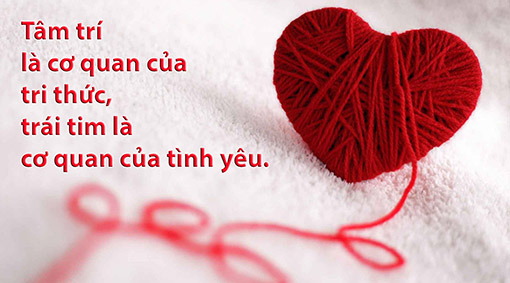 Tâm trí
là cơ quan của
tri thức,
trái tim là
cơ quan của tình yêu.